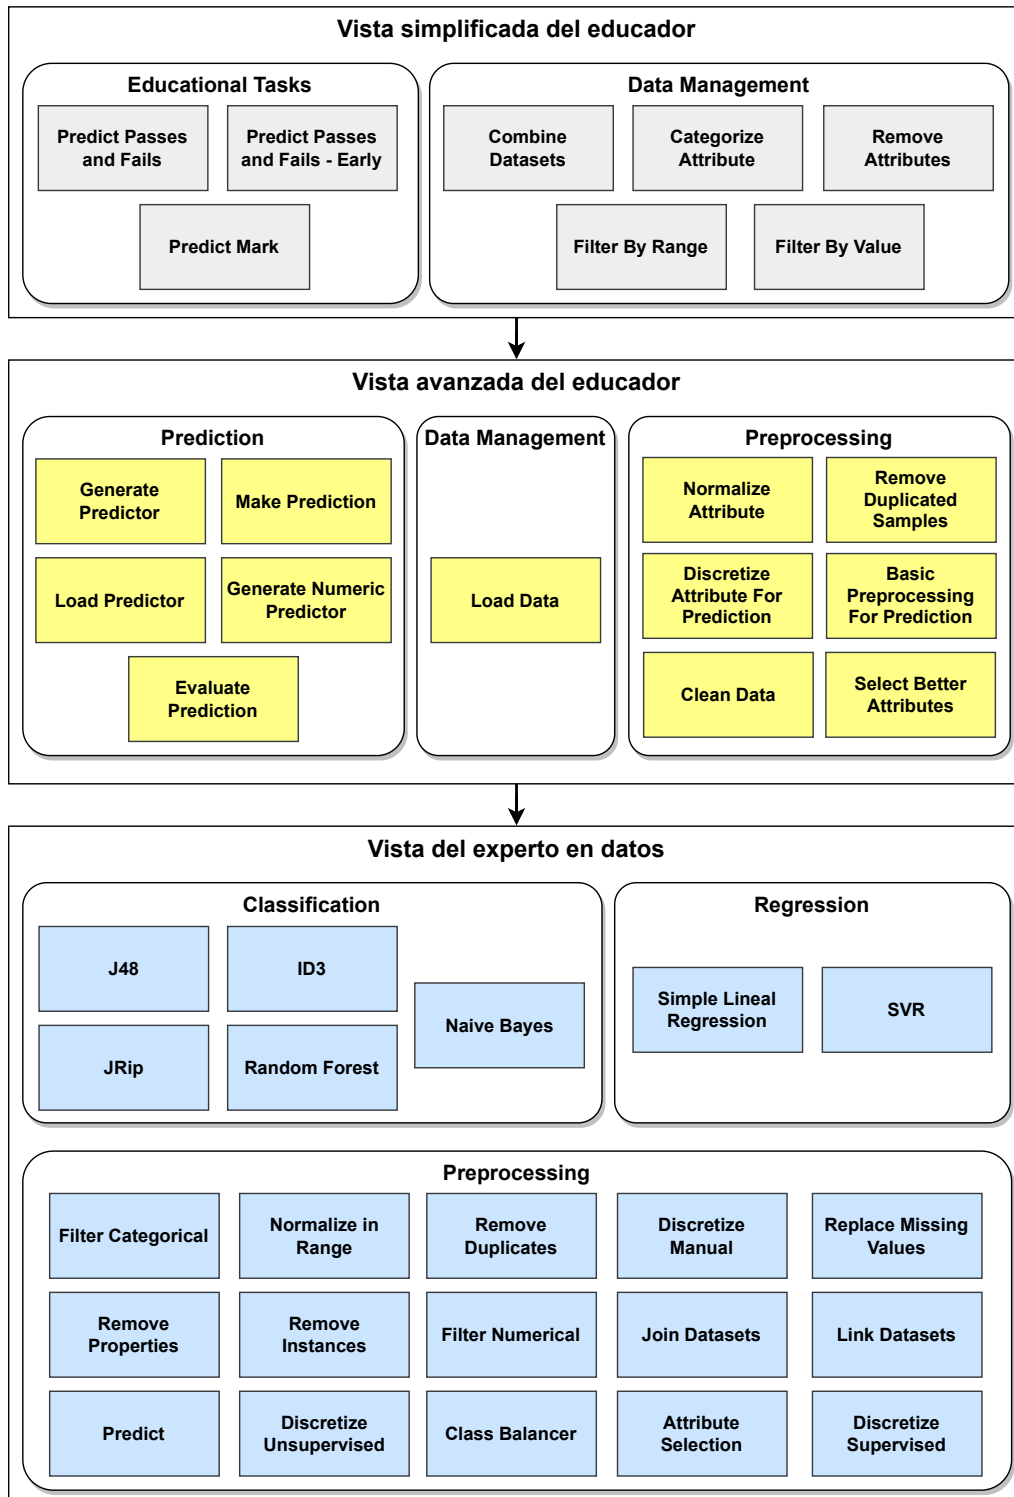 Vista simplificada del educador
Educational Tasks
Predict Passes
and Fails
Predict Passes
and Fails - Early
Predict Mark
Data Management
Combine
Datasets
Categorize
Attribute
Remove
Attributes
Filter By Range
Filter By Value
Vista avanzada del educador
Prediction
Generate
Predictor
Make Prediction
Load Predictor
Generate Numeric
Predictor
Evaluate
Prediction
Data Management
Load Data
Preprocessing
Normalize
Attribute
Remove
Duplicated
Samples
Discretize
Attribute For
Prediction
Basic
Preprocessing
For Prediction
Clean Data
Select Better
Attributes
Vista del experto en datos
Classification
J48
ID3
Naive Bayes
JRip
Random Forest
Regression
Simple Lineal
Regression
SVR
Preprocessing
Filter Categorical
Normalize in
Range
Remove
Duplicates
Discretize
Manual
Replace Missing
Values
Remove
Properties
Remove
Instances
Filter Numerical
Join Datasets
Link Datasets
Predict
Discretize
Unsupervised
Class Balancer
Attribute
Selection
Discretize
Supervised